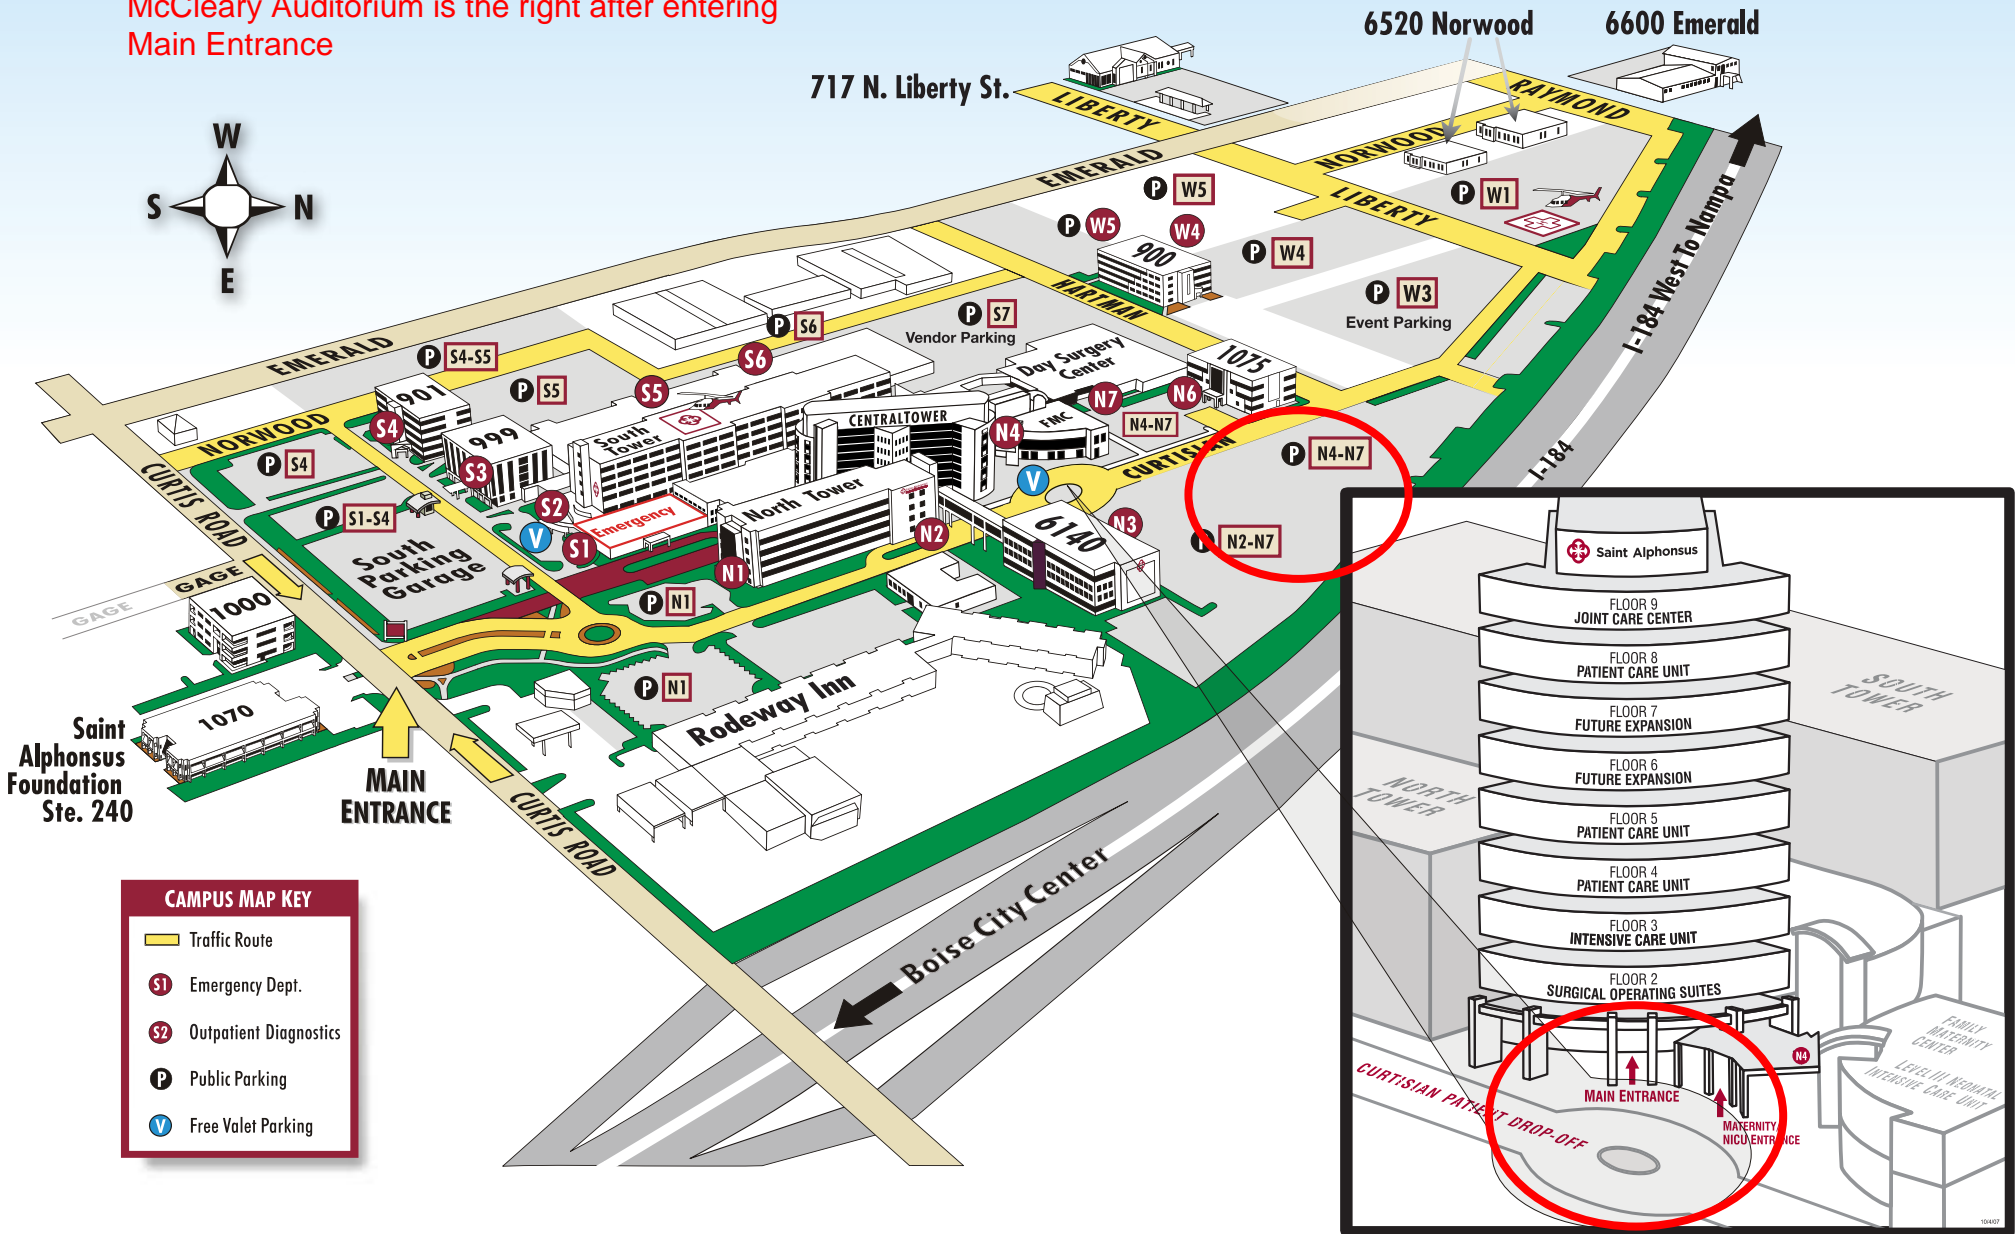 McCleary Auditorium is the right after entering
Main Entrance
6520 Norwood
6600 Emerald
717 N. Liberty St.
LIBERTY
RAYMOND
NORWOOD
EMERALD
LIBERTY
W
S
N
E
P W5
P W1
P W5
W4
900
P W4
P W3
Event Parking
I-184 West To Nampa
HARTMAN
P S7
Vendor Parking
P S6
S6
EMERALD
P S4-S5
P S5
S5
901
S4
999
S3
NORWOOD
P S4
P S1-S4
South
Parking
Garage
South
Tower
CENTRALTOWER
Day Surgery
Center
1075
N7
N6
N4
FMC
N4-N7
CURTISIAN
P N4-N7
I-184
V
S2
V
S1
Emergency
North Tower
N2
N1
6140
N3
P N2-N7
CURTIS ROAD
GAGE
GAGE
1000
P N1
P N1
Rodeway Inn
1070
Saint
Alphonsus
Foundation
Ste. 240
MAIN
ENTRANCE
CURTIS ROAD
Boise City Center
CAMPUS MAP KEY
Traffic Route
S1 Emergency Dept.
S2 Outpatient Diagnostics
P Public Parking
V Free Valet Parking
Saint Alphonsus
FLOOR 9
JOINT CARE CENTER
FLOOR 8
PATIENT CARE UNIT
FLOOR 7
FUTURE EXPANSION
FLOOR 6
FUTURE EXPANSION
FLOOR 5
PATIENT CARE UNIT
FLOOR 4
PATIENT CARE UNIT
FLOOR 3
INTENSIVE CARE UNIT
FLOOR 2
SURGICAL OPERATING SUITES
SOUTH
TOWER
NORTH
TOWER
FAMILY
MATERNITY
CENTER
LEVEL III NEONATAL
INTENSIVE CARE UNIT
N4
MAIN ENTRANCE
MATERNITY/
NICU ENTRANCE
CURTISIAN PATIENT DROP-OFF
10/4/07